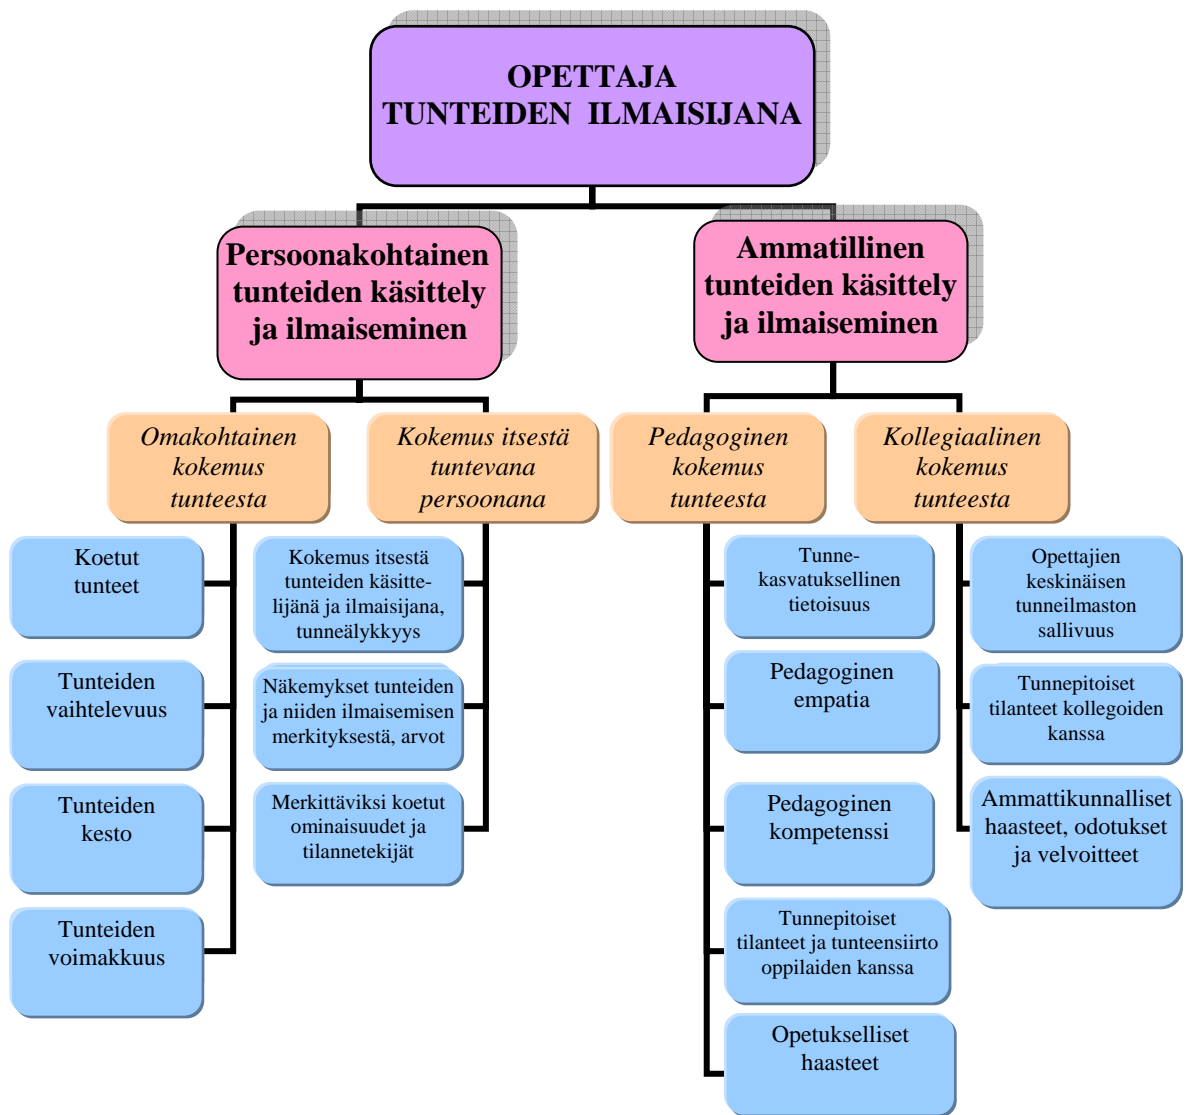 OPETTAJA
TUNTEIDEN ILMAISIJANA
Persoonakohtainen
tunteiden käsittely
ja ilmaiseminen
Ammatillinen
tunteiden käsittely
ja ilmaiseminen
Omakohtainen
kokemus
tunteesta
Kokemus itsestä
tuntevana
persoonana
Pedagoginen
kokemus
tunteesta
Kollegiaalinen
kokemus
tunteesta
Koetut
tunteet
Tunteiden
vaihtelevuus
Tunteiden
kesto
Tunteiden
voimakkuus
Kokemus itsestä
tunteiden käsitte-
lijänä ja ilmaisijana,
tunneälykkyys
Näkemykset tunteiden
ja niiden ilmaisemisen
merkityksestä, arvot
Merkittäviksi koetut
ominaisuudet ja
tilannetekijät
Tunne-
kasvatuksellinen
tietoisuus
Pedagoginen
empatia
Pedagoginen
kompetenssi
Tunnepitoiset
tilanteet ja tunteensiirto
oppilaiden kanssa
Opetukselliset
haasteet
Opettajien
keskinäisen
tunneilmaston
sallivuus
Tunnepitoiset
tilanteet kollegoiden
kanssa
Ammattikunnalliset
haasteet, odotukset
ja velvoitteet